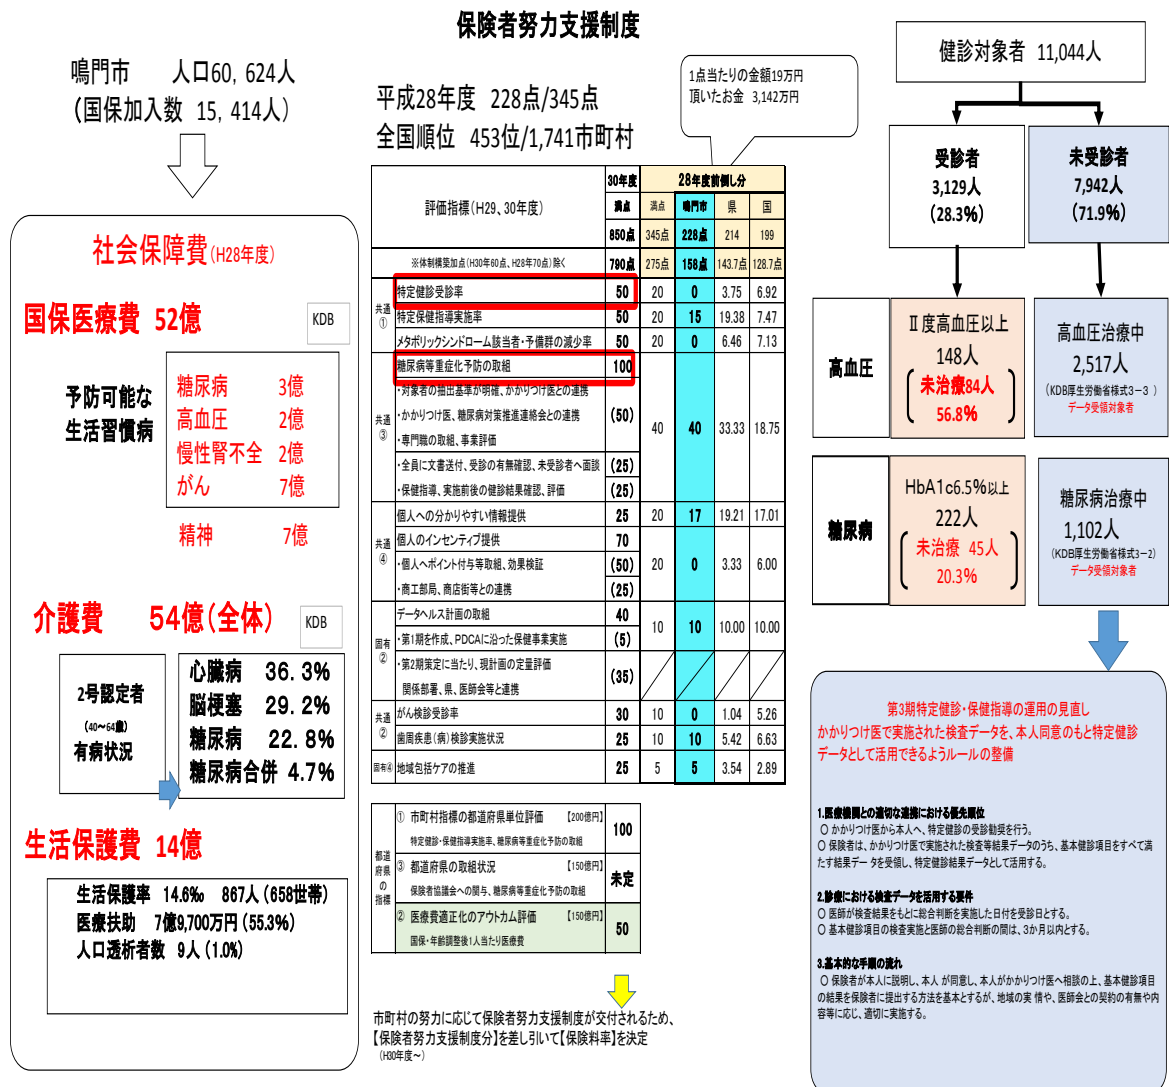 保険者努力支援制度
鳴門市　人口60, 624人
（国保加入数 15, 414人）
社会保障費(H28年度)
国保医療費 52億
KDB
予防可能な
生活習慣病
糖尿病 3億
高血圧 2億
慢性腎不全 2億
がん 7億
精神 7億
介護費 54億(全体)
KDB
2号認定者
(40～64歳)
有病状況
心臓病 36.3%
脳梗塞 29.2%
糖尿病 22.8%
糖尿病合併 4.7%
生活保護費 14億
生活保護率 14.6‰ 867人（658世帯）
医療扶助 7億9,700万円（55.3%）
人口透析者数 9人（1.0%）
平成28年度 228点/345点
全国順位 453位/1,741市町村
1点当たりの金額19万円
頂いたお金 3,142万円
評価指標（H29、30年度） 30年度 28年度前倒し分
満点 満点 鳴門市 県 国
850点 345点 228点 214 199
※体制構築加点（H30年60点、H28年70点）除く 790点 275点 158点 143.7点 128.7点
共通① 特定健診受診率 50 20 0 3.75 6.92
特定保健指導実施率 50 20 15 19.38 7.47
メタボリックシンドローム該当者・予備群の減少率 50 20 0 6.46 7.13
共通③ 糖尿病等重症化予防の取組 100 40 40 33.33 18.75
・対象者の抽出基準が明確、かかりつけ医との連携
・かかりつけ医、糖尿病対策推進連絡会との連携 (50)
・専門職の取組、事業評価
・全員に文書送付、受診の有無確認、未受診者へ面談 (25)
・保健指導、実施前後の健診結果確認、評価 (25)
共通④ 個人への分かりやすい情報提供 25 20 17 19.21 17.01
個人のインセンティブ提供 70 20 0 3.33 6.00
・個人へポイント付与等取組、効果検証 (50)
・商工部局、商店街等との連携 (25)
固有② データヘルス計画の取組 40 10 10 10.00 10.00
・第1期を作成、PDCAに沿った保健事業実施 (5)
・第2期策定に当たり、現計画の定量評価 (35)
関係部署、県、医師会等と連携
共通② がん検診受診率 30 10 0 1.04 5.26
歯周疾患（病）検診実施状況 25 10 10 5.42 6.63
固有④ 地域包括ケアの推進 25 5 5 3.54 2.89
都道府県の指標
① 市町村指標の都道府県単位評価 【200億円】 100
特定健診・保健指導実施率、糖尿病等重症化予防の取組
③ 都道府県の取組状況 【150億円】 未定
保険者協議会への関与、糖尿病等重症化予防の取組
② 医療費適正化のアウトカム評価 【150億円】 50
国保・年齢調整後1人当たり医療費
市町村の努力に応じて保険者努力支援制度が交付されるため、
【保険者努力支援制度分】を差し引いて【保険料率】を決定
(H30年度～)
健診対象者 11,044人
受診者
3,129人
(28.3%)
未受診者
7,942人
(71.9%)
高血圧
Ⅱ度高血圧以上
148人
未治療84人
56.8%
高血圧治療中
2,517人
(KDB厚生労働省様式3－3 )
データ受領対象者
糖尿病
HbA1c6.5%以上
222人
未治療 45人
20.3%
糖尿病治療中
1,102人
(KDB厚生労働省様式3－2)
データ受領対象者
第3期特定健診・保健指導の運用の見直し
かかりつけ医で実施された検査データを、本人同意のもと特定健診
データとして活用できるようルールの整備
1.医療機関との適切な連携における優先順位
○ かかりつけ医から本人へ、特定健診の受診勧奨を行う。
○ 保険者は、かかりつけ医で実施された検査等結果データのうち、基本健診項目をすべて満
たす結果データを受領し、特定健診結果データとして活用する。
2.診療における検査データを活用する要件
○ 医師が検査結果をもとに総合判断を実施した日付を受診日とする。
○ 基本健診項目の検査実施と医師の総合判断の間は、3か月以内とする。
3.基本的な手順の流れ
○ 保険者が本人に説明し、本人 が同意し、本人がかかりつけ医へ相談の上、基本健診項目
の結果を保険者に提出する方法を基本とするが、地域の実 情や、医師会との契約の有無や内
容等に応じ、適切に実施する。